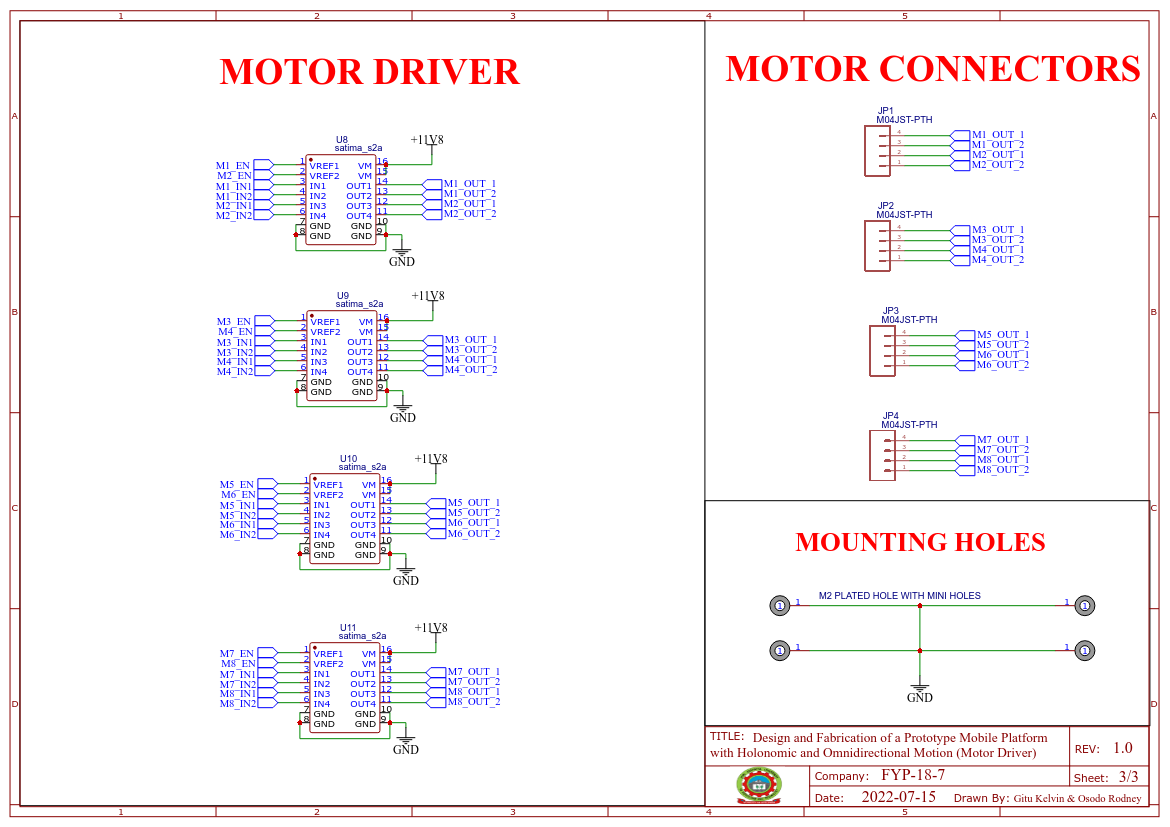 1 2 3 4 5
MOTOR DRIVER
U8
satima_s2a
+11V8
M1_EN 1 VREF1 VM 16
M2_EN 2 VREF2 VM 15
M1_IN1 3 IN1 OUT1 14 M1_OUT_1
M1_IN2 4 IN2 OUT2 13 M1_OUT_2
M2_IN1 5 IN3 OUT3 12 M2_OUT_1
M2_IN2 6 IN4 OUT4 11 M2_OUT_2
7 GND GND 10
8 GND GND 9
GND
U9
satima_s2a
+11V8
M3_EN 1 VREF1 VM 16
M4_EN 2 VREF2 VM 15
M3_IN1 3 IN1 OUT1 14 M3_OUT_1
M3_IN2 4 IN2 OUT2 13 M3_OUT_2
M4_IN1 5 IN3 OUT3 12 M4_OUT_1
M4_IN2 6 IN4 OUT4 11 M4_OUT_2
7 GND GND 10
8 GND GND 9
GND
U10
satima_s2a
+11V8
M5_EN 1 VREF1 VM 16
M6_EN 2 VREF2 VM 15
M5_IN1 3 IN1 OUT1 14 M5_OUT_1
M5_IN2 4 IN2 OUT2 13 M5_OUT_2
M6_IN1 5 IN3 OUT3 12 M6_OUT_1
M6_IN2 6 IN4 OUT4 11 M6_OUT_2
7 GND GND 10
8 GND GND 9
GND
U11
satima_s2a
+11V8
M7_EN 1 VREF1 VM 16
M8_EN 2 VREF2 VM 15
M7_IN1 3 IN1 OUT1 14 M7_OUT_1
M7_IN2 4 IN2 OUT2 13 M7_OUT_2
M8_IN1 5 IN3 OUT3 12 M8_OUT_1
M8_IN2 6 IN4 OUT4 11 M8_OUT_2
7 GND GND 10
8 GND GND 9
GND
MOTOR CONNECTORS
JP1
M04JST-PTH
4 M1_OUT_1
3 M1_OUT_2
2 M2_OUT_1
1 M2_OUT_2
JP2
M04JST-PTH
4 M3_OUT_1
3 M3_OUT_2
2 M4_OUT_1
1 M4_OUT_2
JP3
M04JST-PTH
4 M5_OUT_1
3 M5_OUT_2
2 M6_OUT_1
1 M6_OUT_2
JP4
M04JST-PTH
4 M7_OUT_1
3 M7_OUT_2
2 M8_OUT_1
1 M8_OUT_2
MOUNTING HOLES
M2 PLATED HOLE WITH MINI HOLES
1 1 1 1
1 1 1 1
GND
A A
B B
C C
D D
TITLE: Design and Fabrication of a Prototype Mobile Platform
with Holonomic and Omnidirectional Motion (Motor Driver)
REV: 1.0
Company: FYP-18-7
Sheet: 3/3
Date: 2022-07-15 Drawn By: Gitu Kelvin & Osodo Rodney
1 2 3 4 5